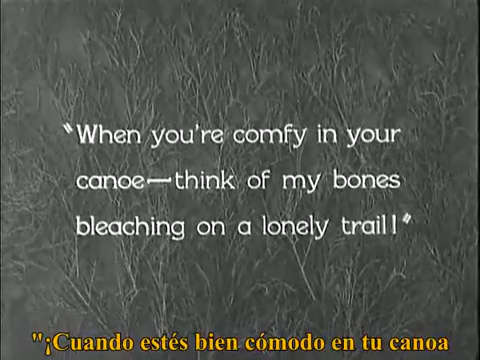 "When you're comfy in your
canoe—think of my bones
bleaching on a lonely trail!"
"¡Cuando estés bien cómodo en tu canoa